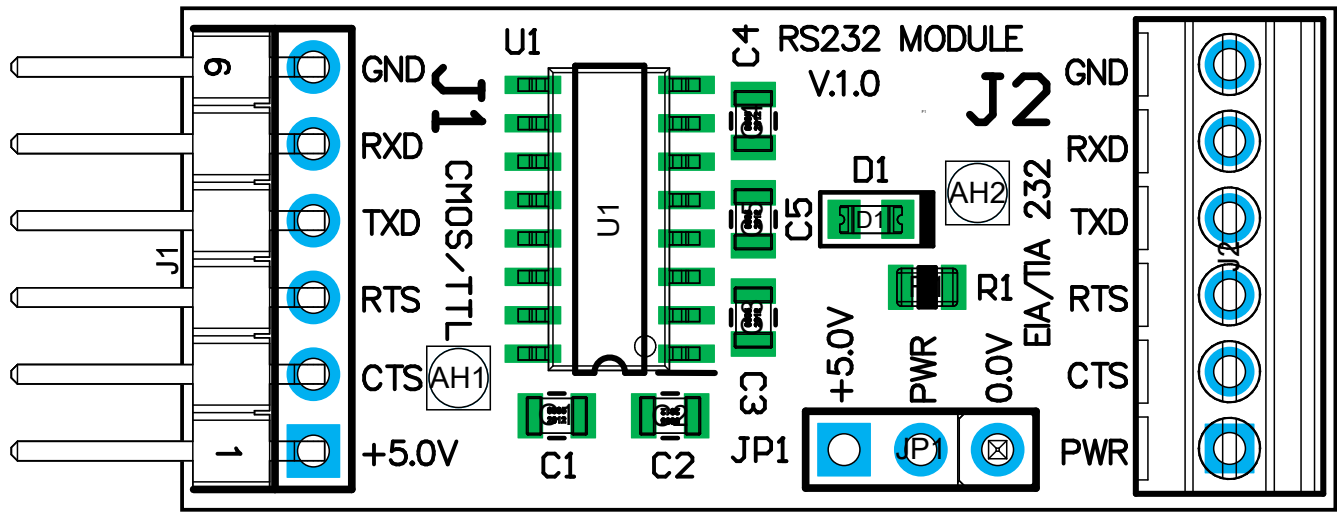 U1
C4
RS232 MODULE
V.1.0
6
GND
J1
J2
GND
RXD
RXD
CMOS/TTL
D1
AH2
EIA/TIA 232
TXD
U1
C5
D1
TXD
J1
J2
RTS
R1
RTS
+5.0V
PWR
0.0V
CTS
AH1
C3
CTS
1
+5.0V
C1
C2
JP1
JP1
PWR